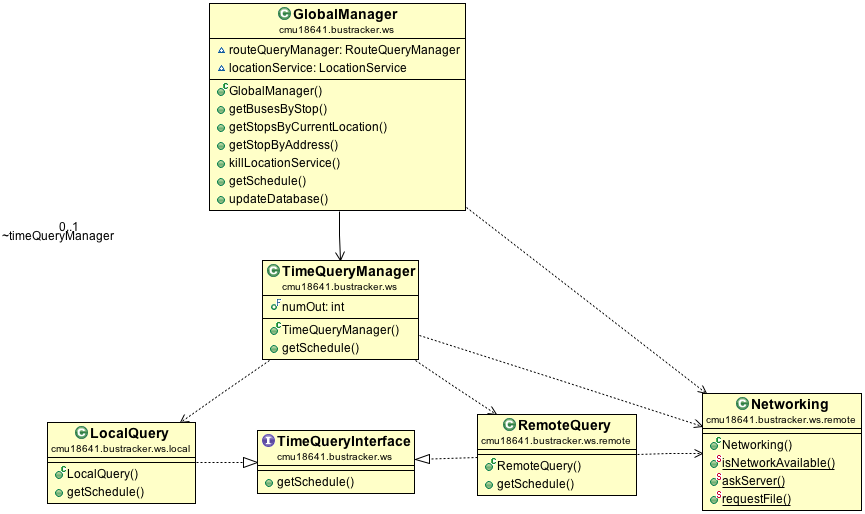 GlobalManager
cmu18641.bustracker.ws
routeQueryManager: RouteQueryManager
locationService: LocationService
GlobalManager()
getBusesByStop()
getStopsByCurrentLocation()
getStopByAddress()
killLocationService()
getSchedule()
updateDatabase()
0..1
~timeQueryManager
TimeQueryManager
cmu18641.bustracker.ws
numOut: int
TimeQueryManager()
getSchedule()
LocalQuery
cmu18641.bustracker.ws.local
LocalQuery()
getSchedule()
TimeQueryInterface
cmu18641.bustracker.ws
getSchedule()
RemoteQuery
cmu18641.bustracker.ws.remote
RemoteQuery()
getSchedule()
Networking
cmu18641.bustracker.ws.remote
Networking()
isNetworkAvailable()
askServer()
requestFile()